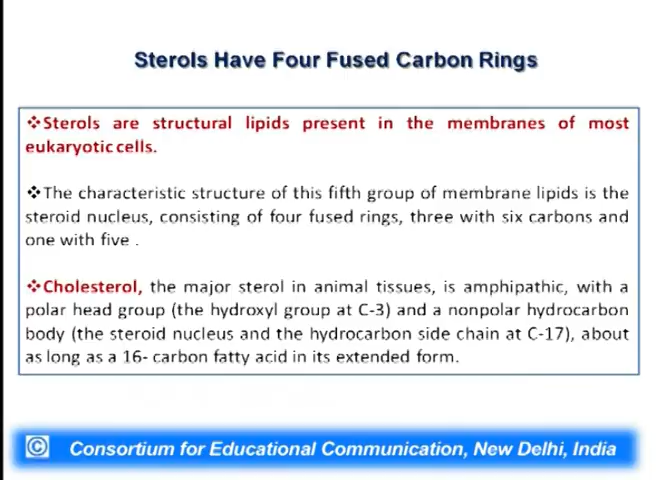 Sterols Have Four Fused Carbon Rings
❖Sterols are structural lipids present in the membranes of most
eukaryotic cells.
❖The characteristic structure of this fifth group of membrane lipids is the
steroid nucleus, consisting of four fused rings, three with six carbons and
one with five .
❖Cholesterol, the major sterol in animal tissues, is amphipathic, with a
polar head group (the hydroxyl group at C-3) and a nonpolar hydrocarbon
body (the steroid nucleus and the hydrocarbon side chain at C-17), about
as long as a 16- carbon fatty acid in its extended form.
© Consortium for Educational Communication, New Delhi, India